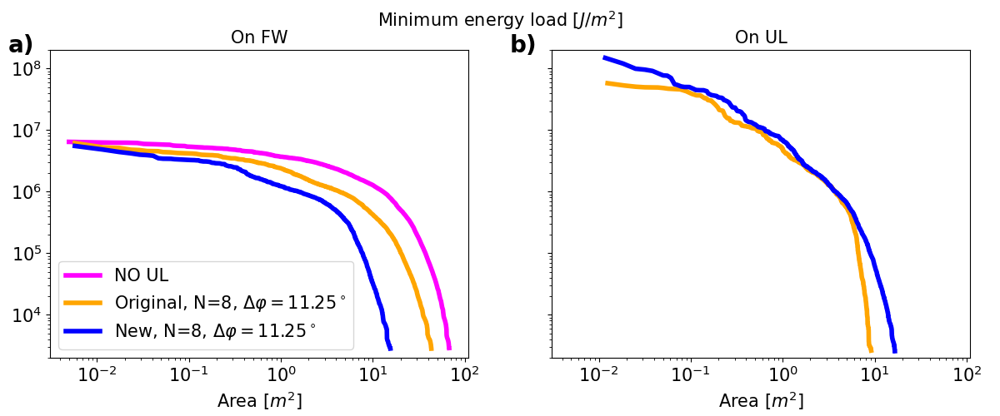 Minimum energy load [J/m²]
a)
On FW
b)
On UL
10⁸
10⁷
10⁶
10⁵
10⁴
NO UL
Original, N=8, Δφ = 11.25°
New, N=8, Δφ = 11.25°
10⁻² 10⁻¹ 10⁰ 10¹ 10²
10⁻² 10⁻¹ 10⁰ 10¹ 10²
Area [m²]
Area [m²]